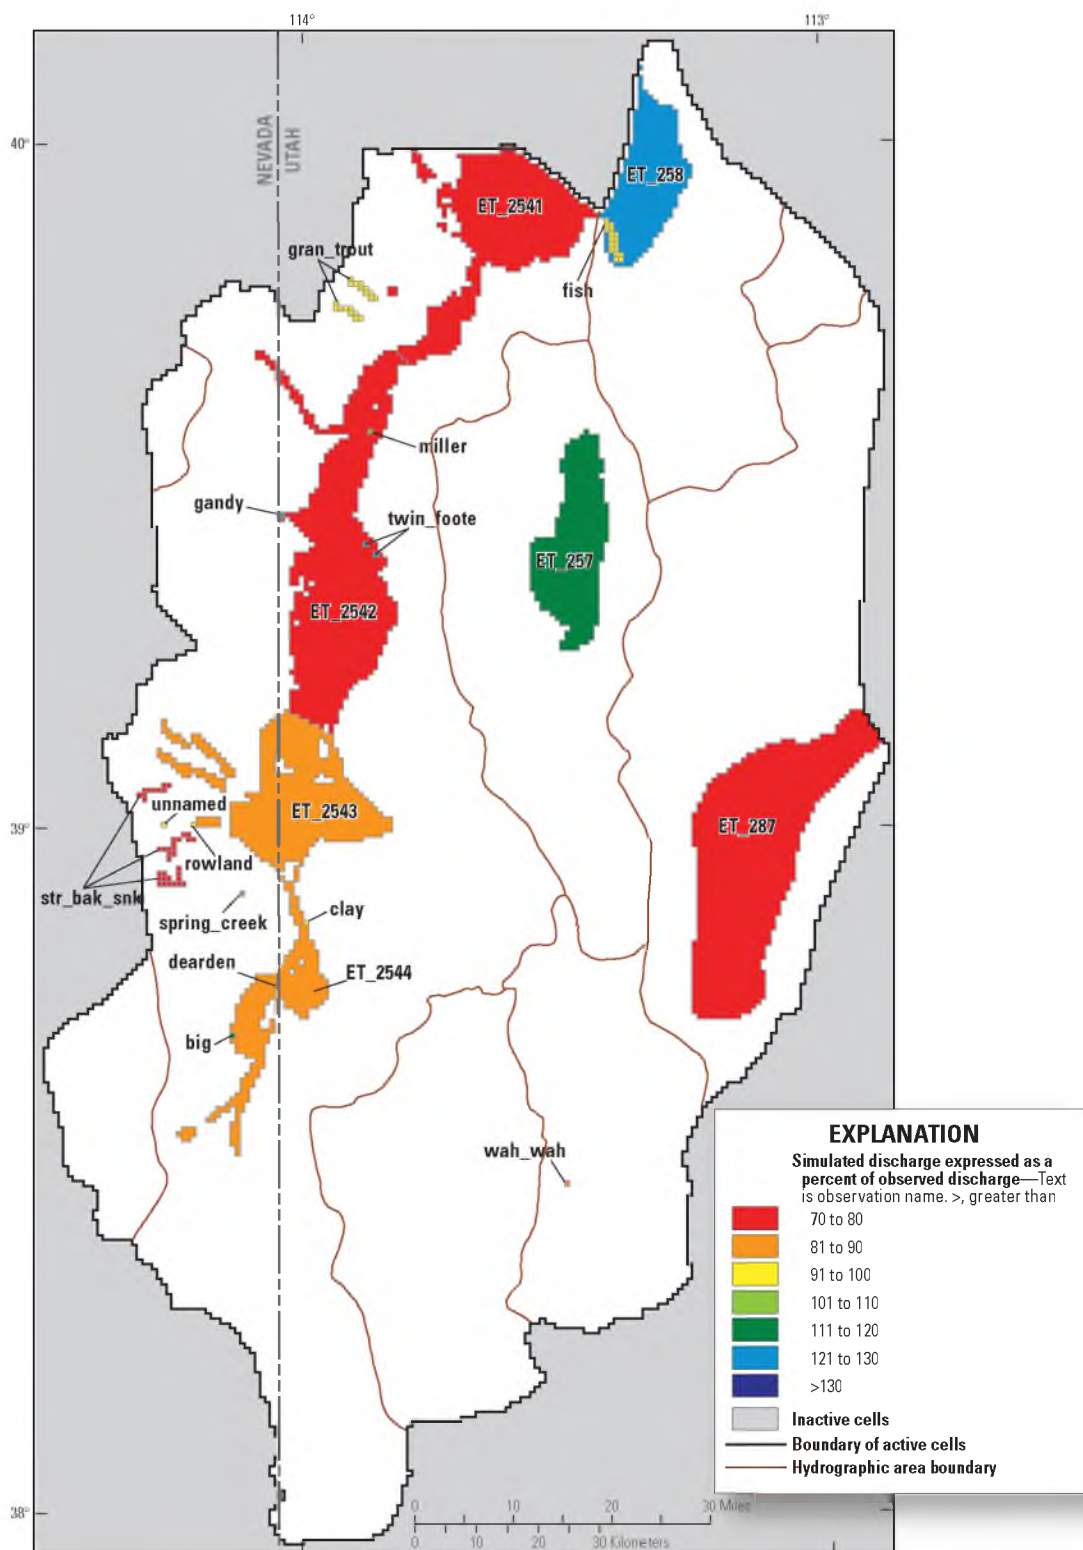 114°
113°
40°
NEVADA
UTAH
ET_258
ET_2541
gran_trout
fish
miller
gandy
twin_foote
ET_257
ET_2542
unnamed
ET_2543
ET_287
39°
rowland
str_bak_snk
spring_creek
clay
dearden
ET_2544
big
wah_wah
EXPLANATION
Simulated discharge expressed as a
percent of observed discharge—Text
is observation name. >, greater than
70 to 80
81 to 90
91 to 100
101 to 110
111 to 120
121 to 130
>130
Inactive cells
Boundary of active cells
Hydrographic area boundary
38°
0 10 20 30 Miles
0 10 20 30 Kilometers